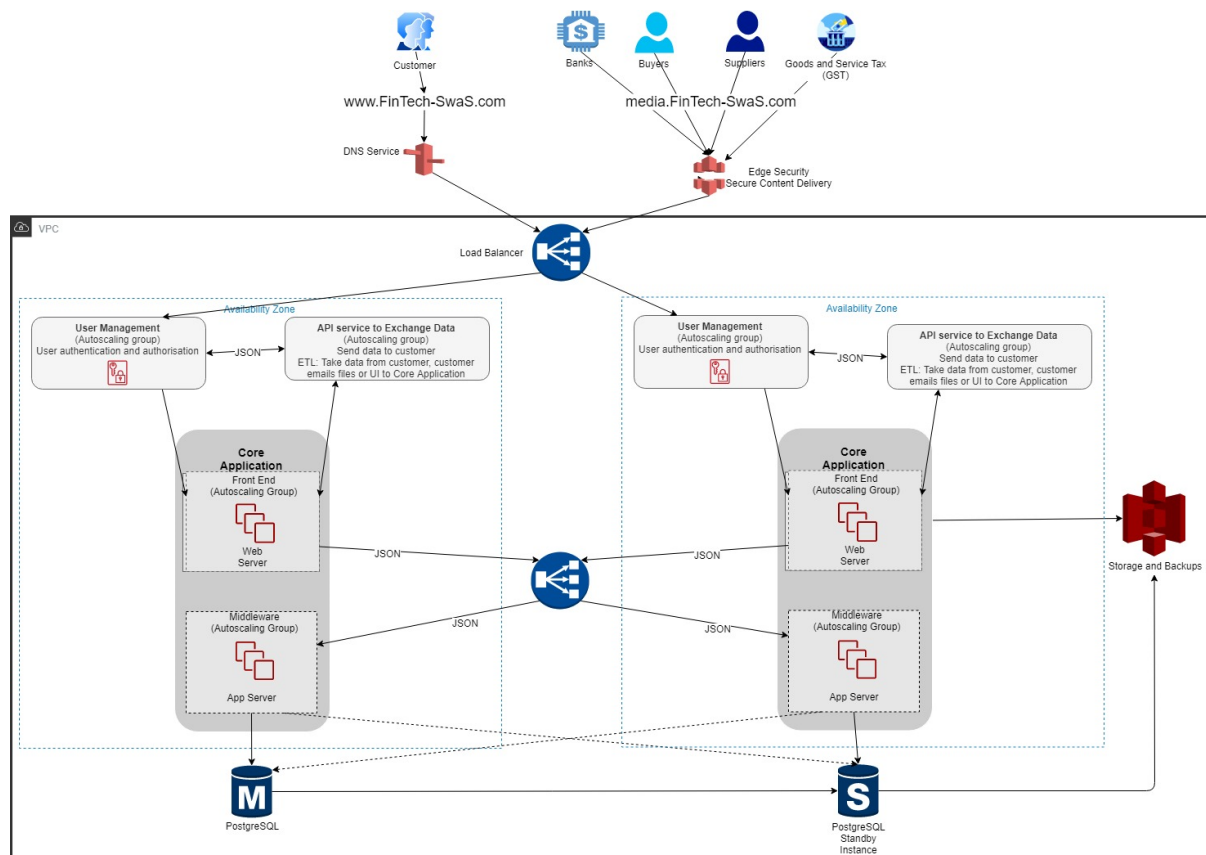 Customer
Banks
Buyers
Suppliers
Goods and Service Tax
(GST)
www.FinTech-SwaS.com
media.FinTech-SwaS.com
DNS Service
Edge Security
Secure Content Delivery
VPC
Load Balancer
Availability Zone
User Management
(Autoscaling group)
User authentication and authorisation
JSON
API service to Exchange Data
(Autoscaling group)
Send data to customer
ETL: Take data from customer, customer
emails files or UI to Core Application
Availability Zone
User Management
(Autoscaling group)
User authentication and authorisation
JSON
API service to Exchange Data
(Autoscaling group)
Send data to customer
ETL: Take data from customer, customer
emails files or UI to Core Application
Core
Application
Front End
(Autoscaling Group)
Web
Server
JSON
Core
Application
Front End
(Autoscaling Group)
Web
Server
JSON
Storage and Backups
Middleware
(Autoscaling Group)
App Server
JSON
JSON
Middleware
(Autoscaling Group)
App Server
M
PostgreSQL
S
PostgreSQL
Standby
Instance